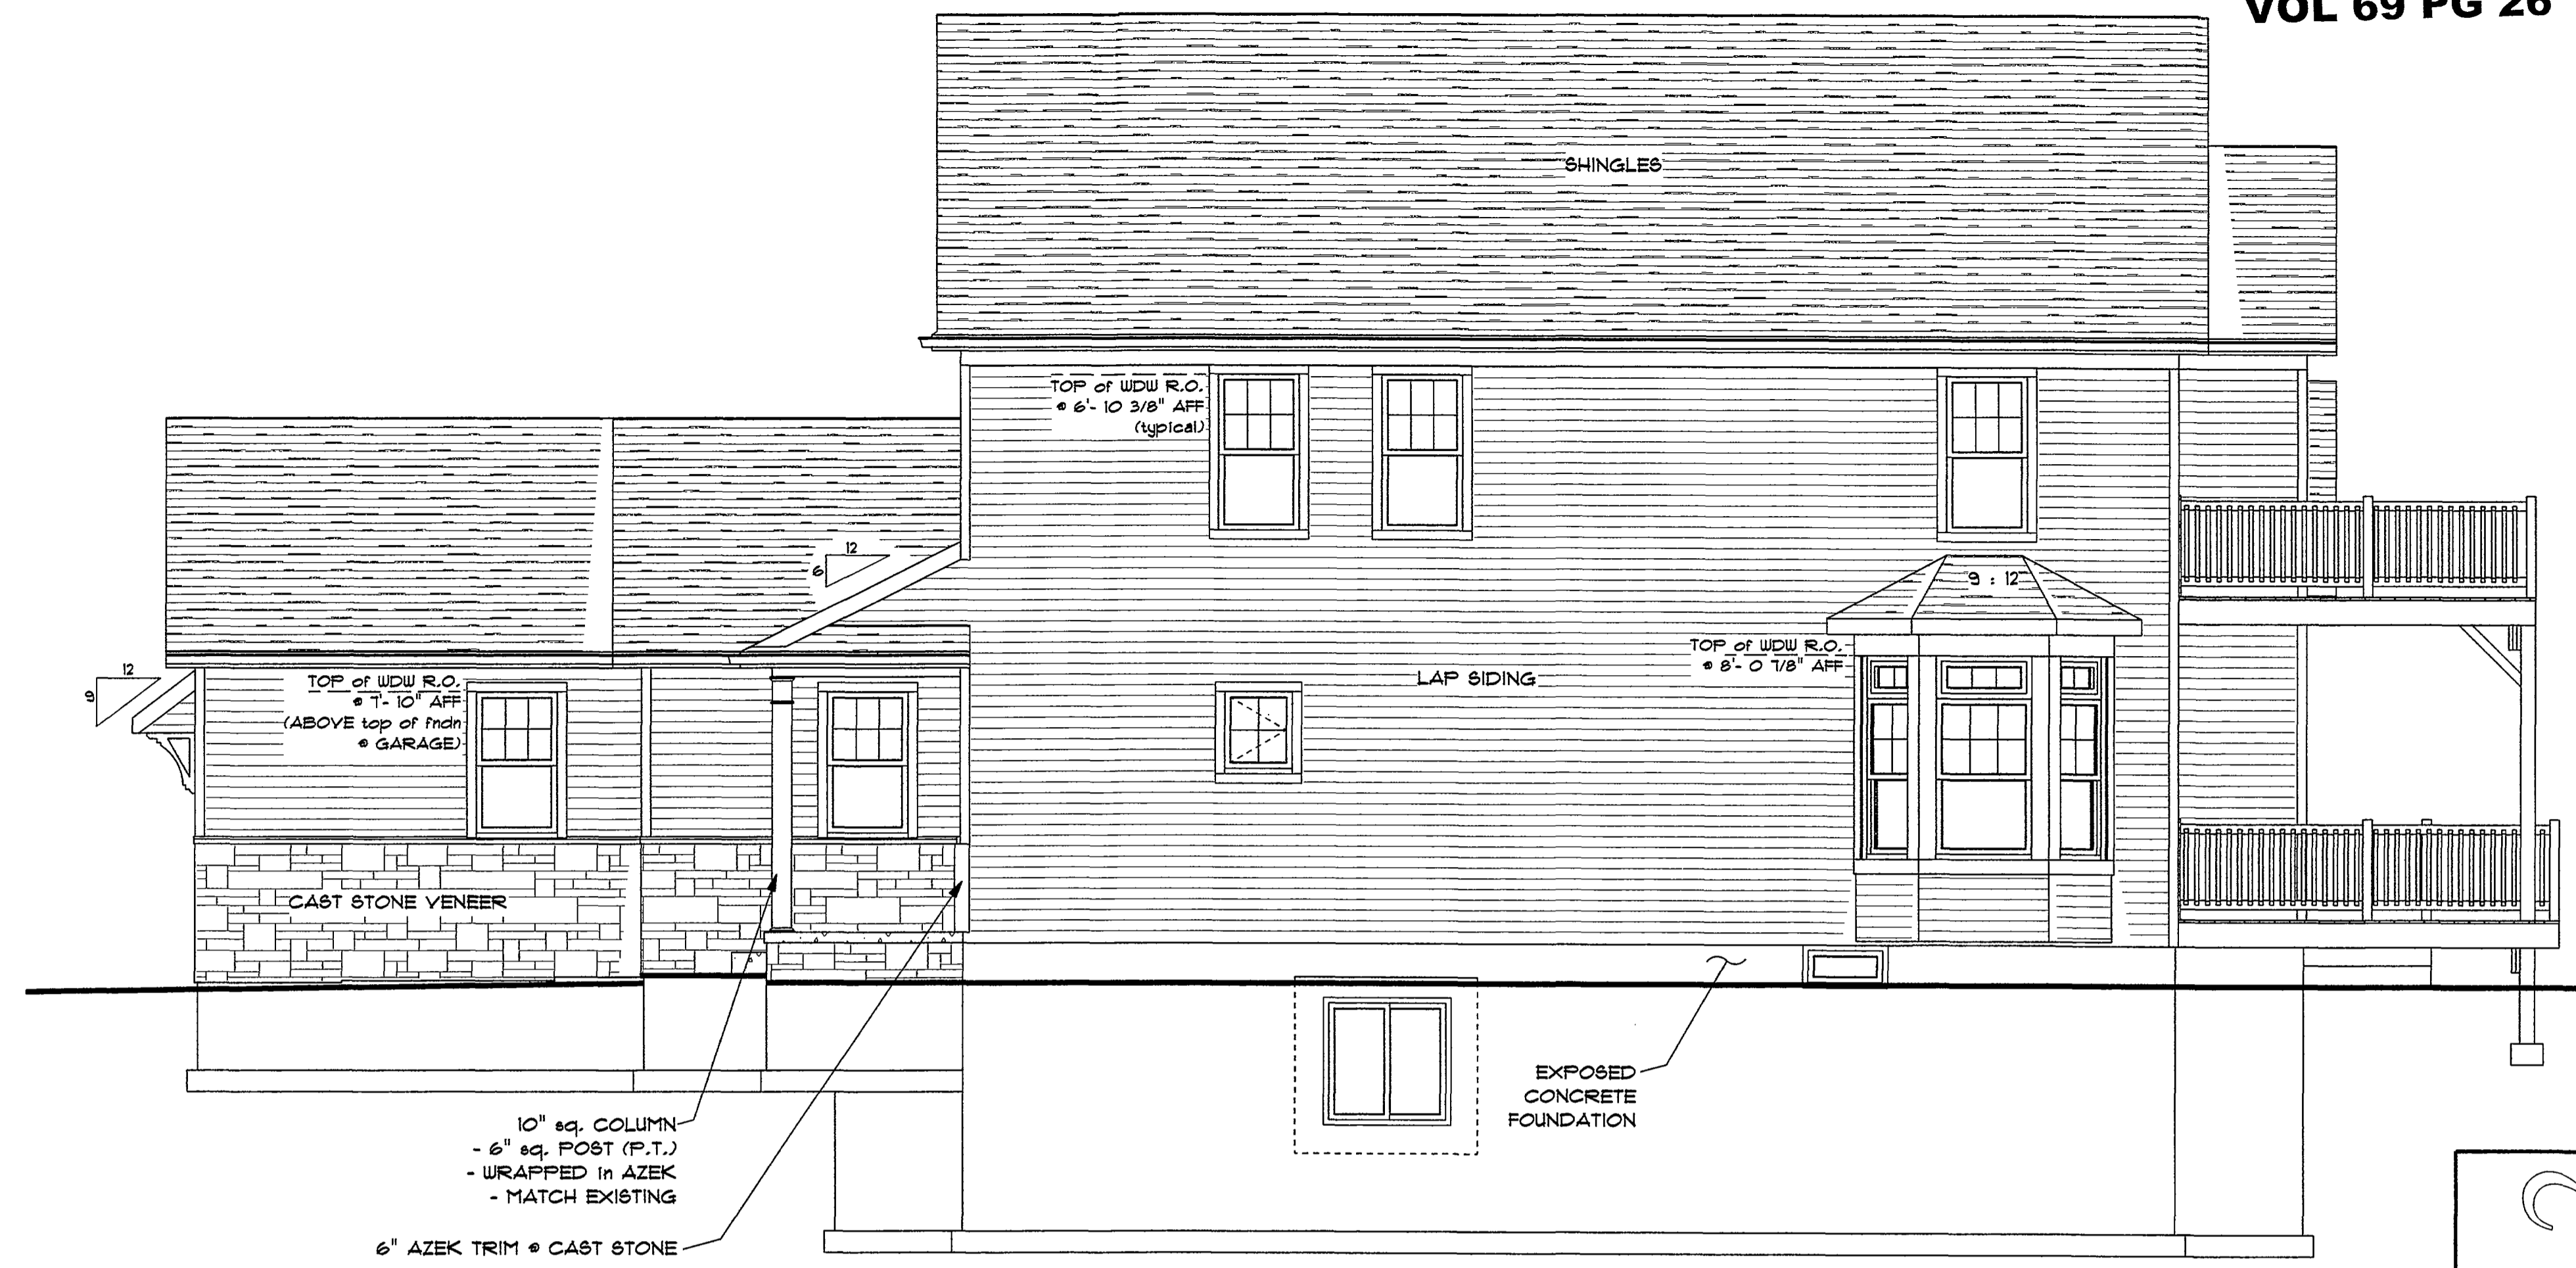 VOL 69 PG 26
SHINGLES
TOP of WDW R.O.
@ 6'- 10 3/8" AFF
(typical)
12
6
9 : 12
TOP of WDW R.O.
@ 8'- 0 7/8" AFF
LAP SIDING
12
9
TOP of WDW R.O.
@ 7'- 10" AFF
(ABOVE top of fndn
@ GARAGE)
CAST STONE VENEER
EXPOSED
CONCRETE
FOUNDATION
10" sq. COLUMN
- 6" sq. POST (P.T.)
- WRAPPED in AZEK
- MATCH EXISTING
6" AZEK TRIM @ CAST STONE